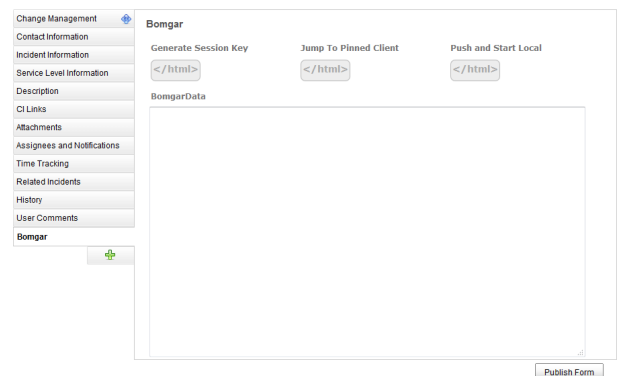 Change Management
Contact Information
Incident Information
Service Level Information
Description
CI Links
Attachments
Assignees and Notifications
Time Tracking
Related Incidents
History
User Comments
Bomgar
Bomgar
Generate Session Key Jump To Pinned Client Push and Start Local
</html> </html> </html>
BomgarData
Publish Form